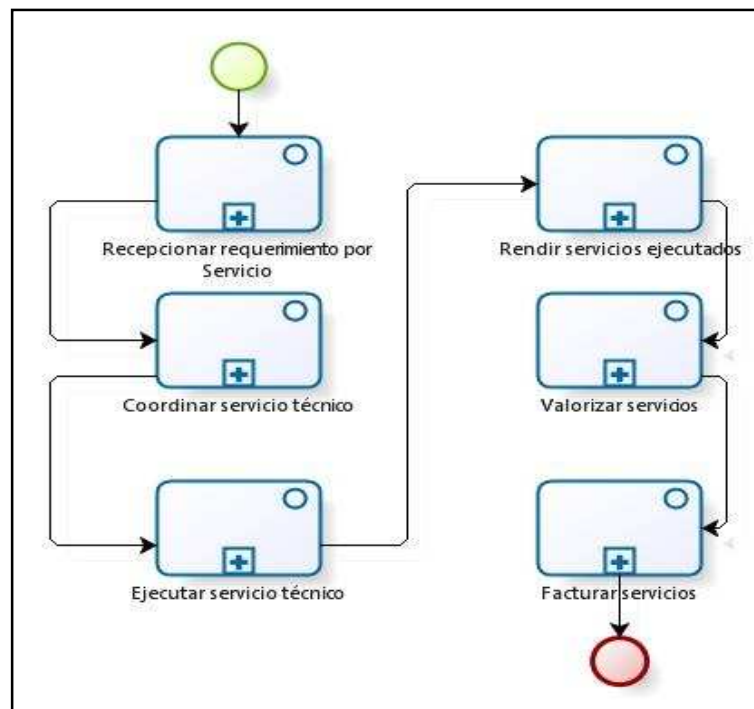 Recepcionar requerimiento por
Servicio
Coordinar servicio técnico
Ejecutar servicio técnico
Rendir servicios ejecutados
Valorizar servicios
Facturar servicios